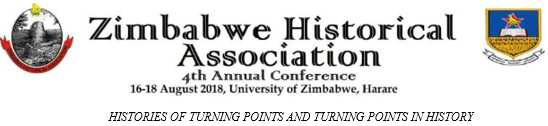 Zimbabwe Historical
Association
4th Annual Conference
16-18 August 2018, University of Zimbabwe, Harare
HISTORIES OF TURNING POINTS AND TURNING POINTS IN HISTORY